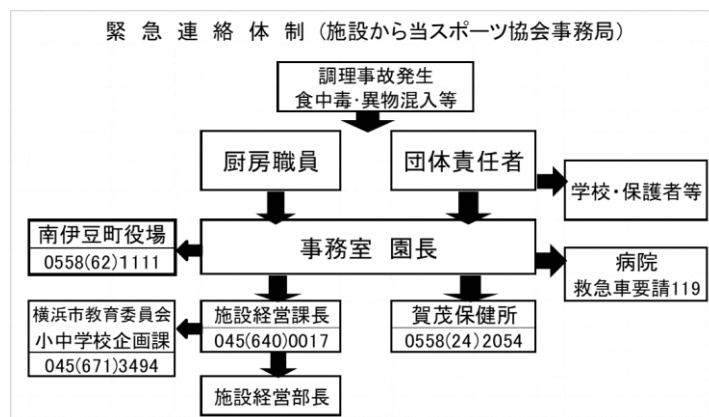 緊急連絡体制(施設から当スポーツ協会事務局)
調理事故発生
食中毒・異物混入等
厨房職員
団体責任者
学校・保護者等
南伊豆町役場
0558(62)1111
事務室 園長
病院
救急車要請119
横浜市教育委員会
小中学校企画課
045(671)3494
施設経営課長
045(640)0017
賀茂保健所
0558(24)2054
施設経営部長